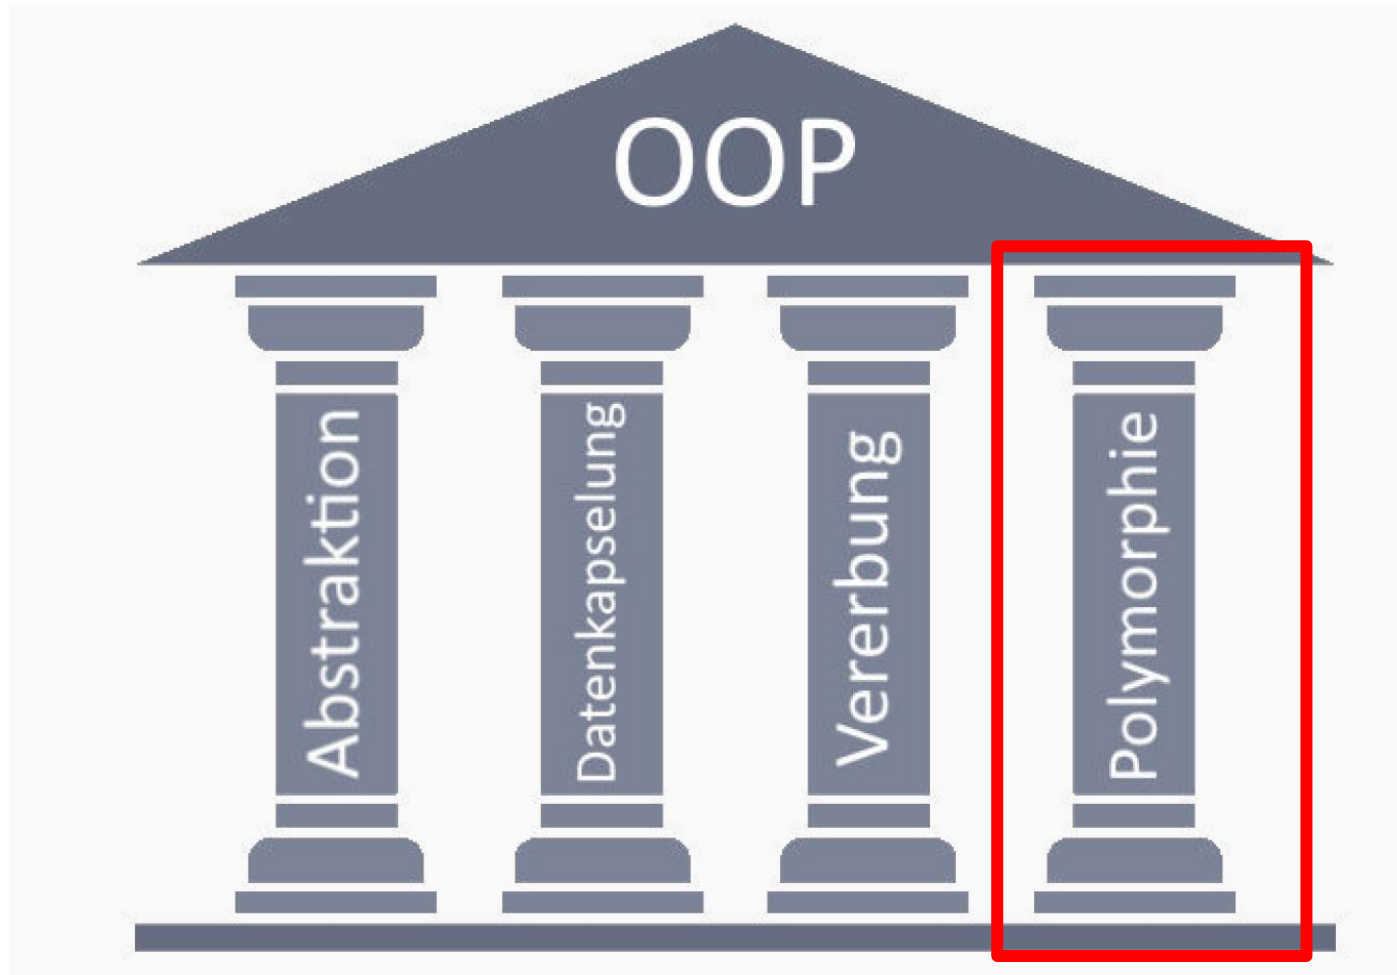 OOP
Abstraktion
Datenkapselung
Vererbung
Polymorphie